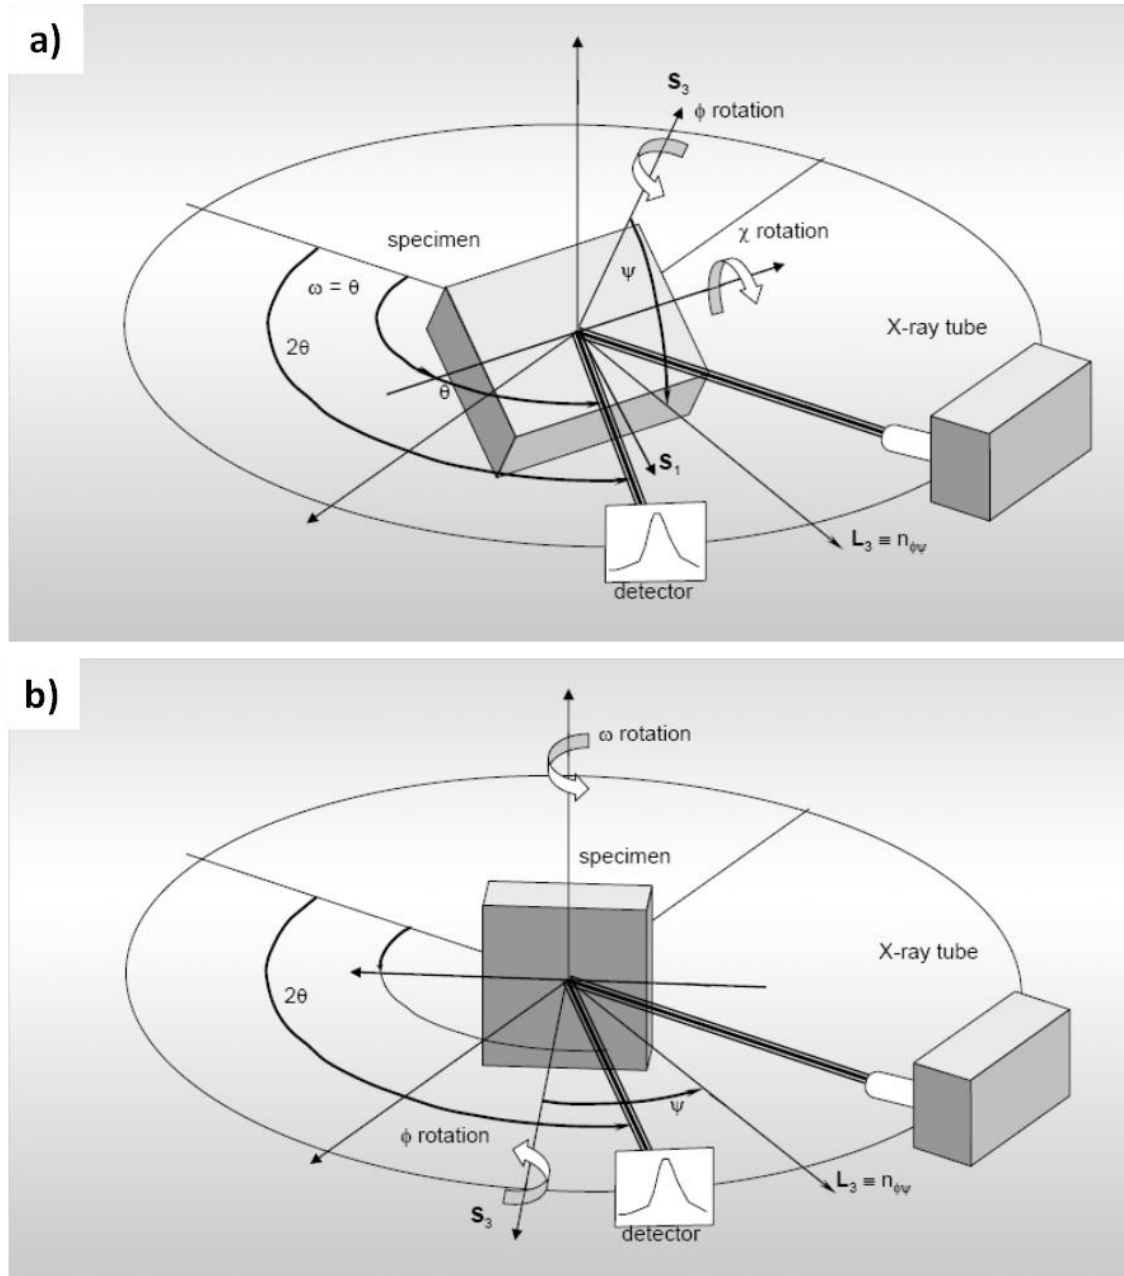 a)
S₃
ϕ rotation
specimen
χ rotation
ψ
ω = θ
X-ray tube
2θ
θ
S₁
L₃ ≡ nϕψ
detector
b)
ω rotation
specimen
X-ray tube
2θ
ψ
ϕ rotation
L₃ ≡ nϕψ
S₃
detector